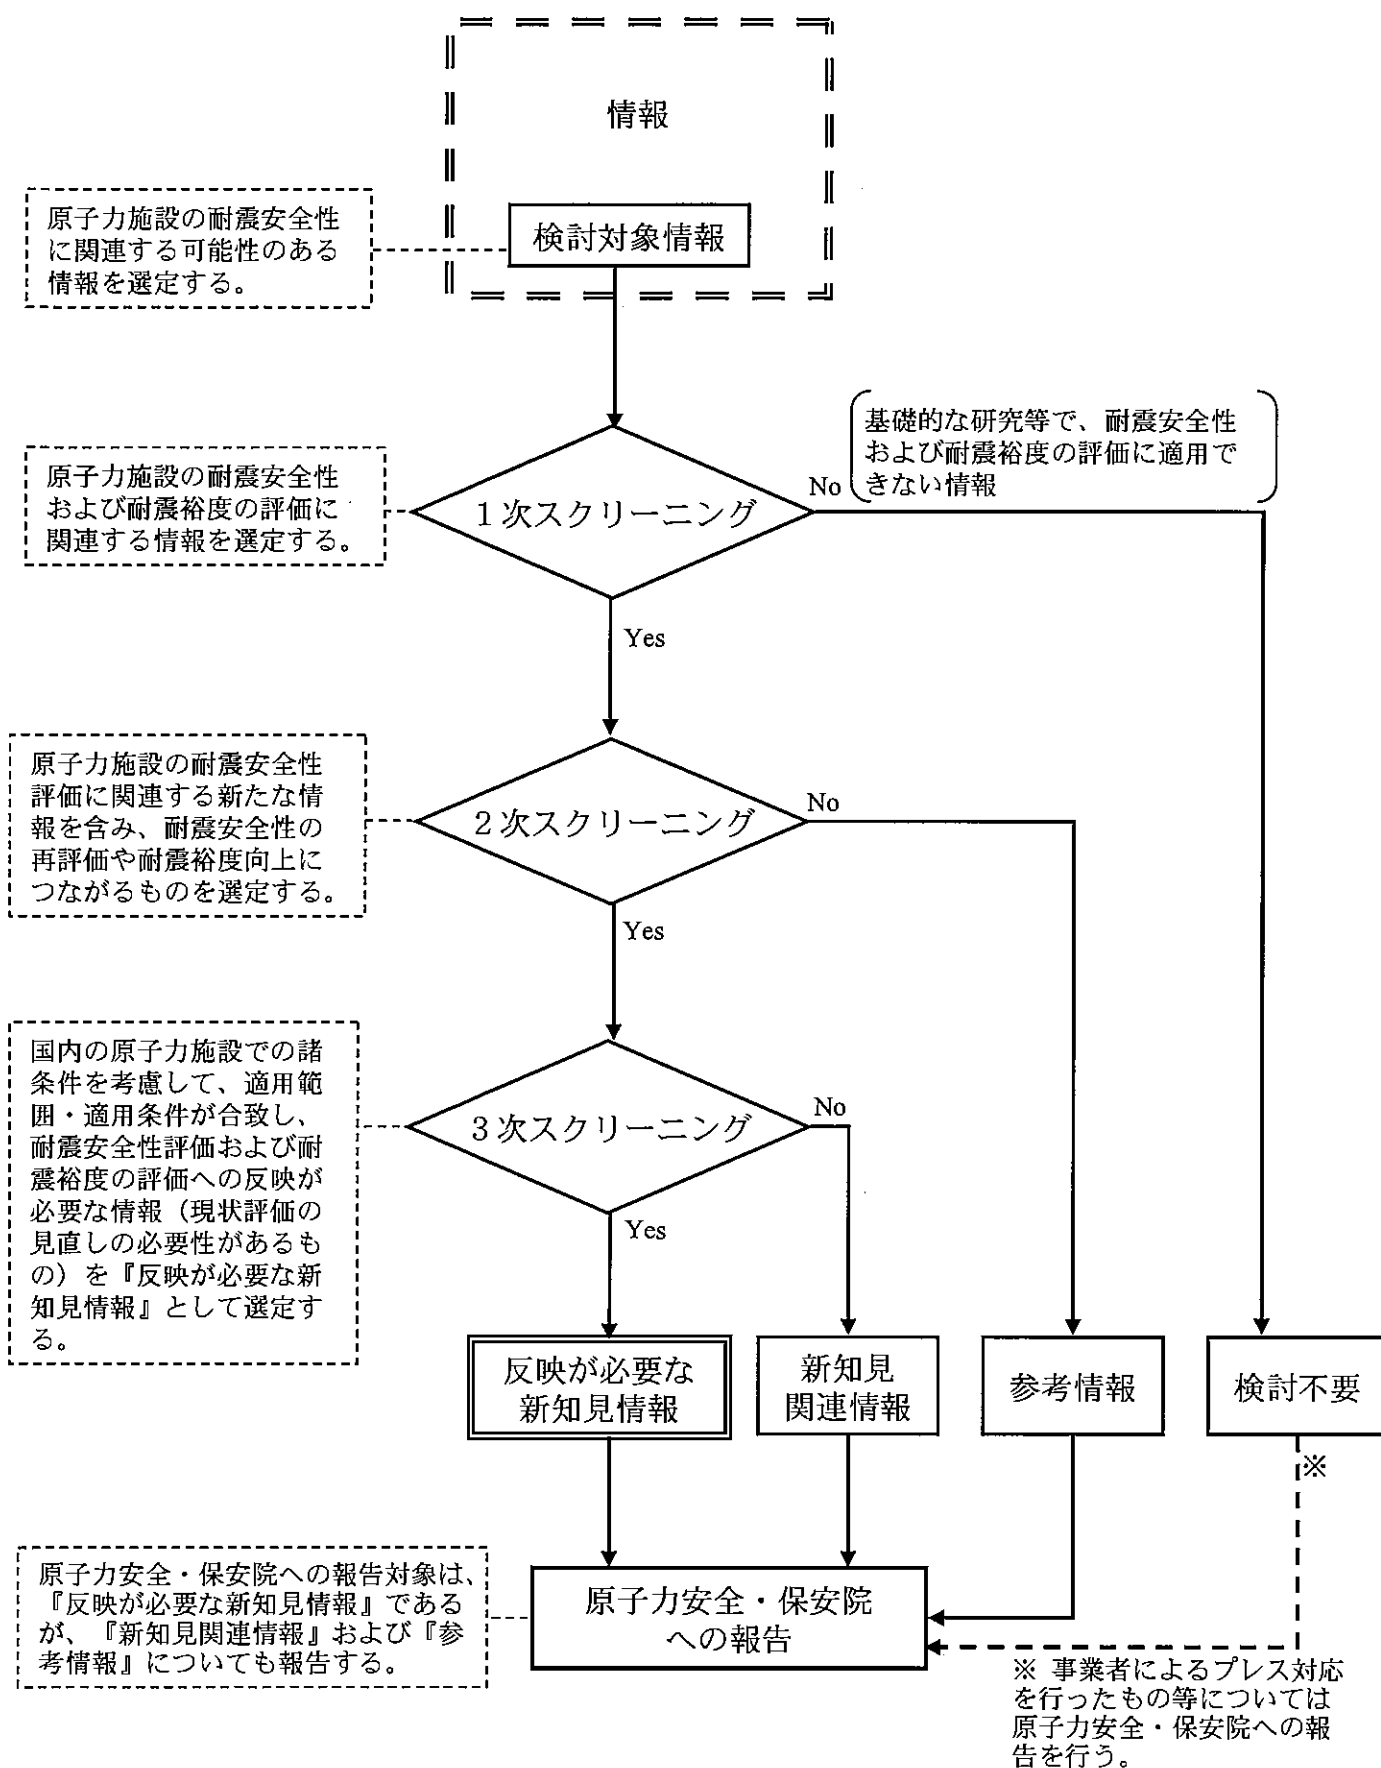 情報
検討対象情報
原子力施設の耐震安全性
に関連する可能性のある
情報を選定する。
基礎的な研究等で、耐震安全性
および耐震裕度の評価に適用で
きない情報
原子力施設の耐震安全性
および耐震裕度の評価に
関連する情報を選定する。
1次スクリーニング
No
Yes
原子力施設の耐震安全性
評価に関連する新たな情
報を含み、耐震安全性の
再評価や耐震裕度向上に
つながるものを選定する。
2次スクリーニング
No
Yes
国内の原子力施設での諸
条件を考慮して、適用範
囲・適用条件が合致し、
耐震安全性評価および耐
震裕度の評価への反映が
必要な情報（現状評価の
見直しの必要性があるも
の）を『反映が必要な新
知見情報』として選定す
る。
3次スクリーニング
No
Yes
反映が必要な
新知見情報
新知見
関連情報
参考情報
検討不要
※
原子力安全・保安院への報告対象は、
『反映が必要な新知見情報』である
が、『新知見関連情報』および『参
考情報』についても報告する。
原子力安全・保安院
への報告
※ 事業者によるプレス対応
を行ったもの等については
原子力安全・保安院への報
告を行う。